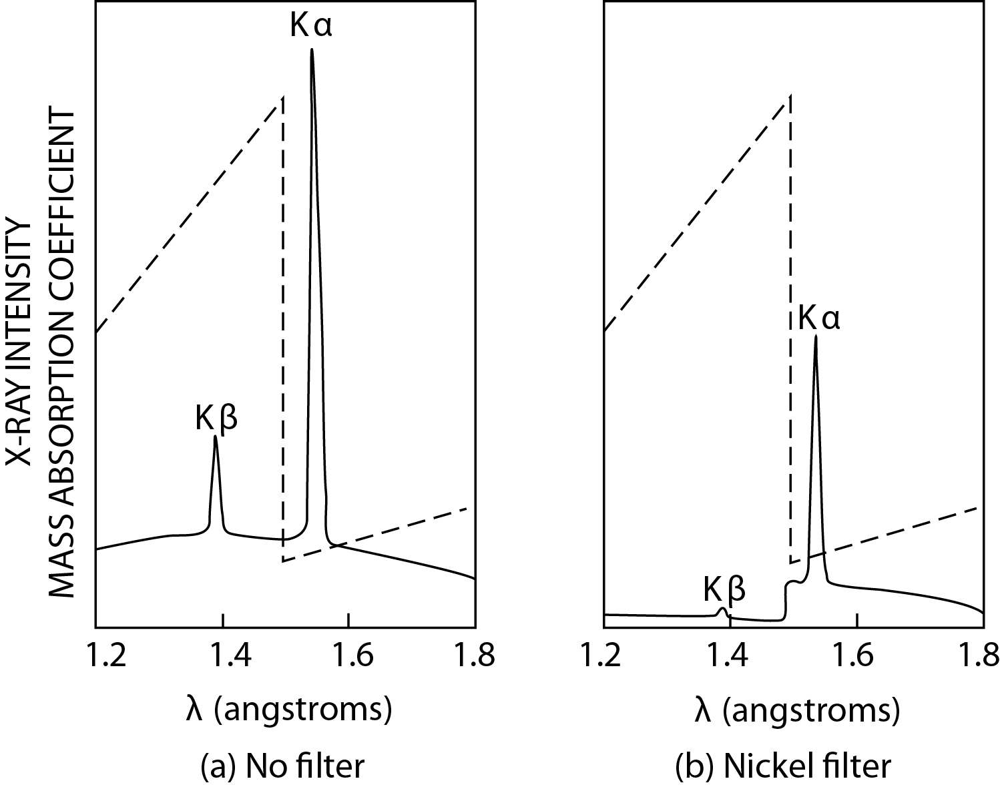 X-RAY INTENSITY
MASS ABSORPTION COEFFICIENT
Kα
Kβ
1.2 1.4 1.6 1.8
λ (angstroms)
(a) No filter
Kα
Kβ
1.2 1.4 1.6 1.8
λ (angstroms)
(b) Nickel filter